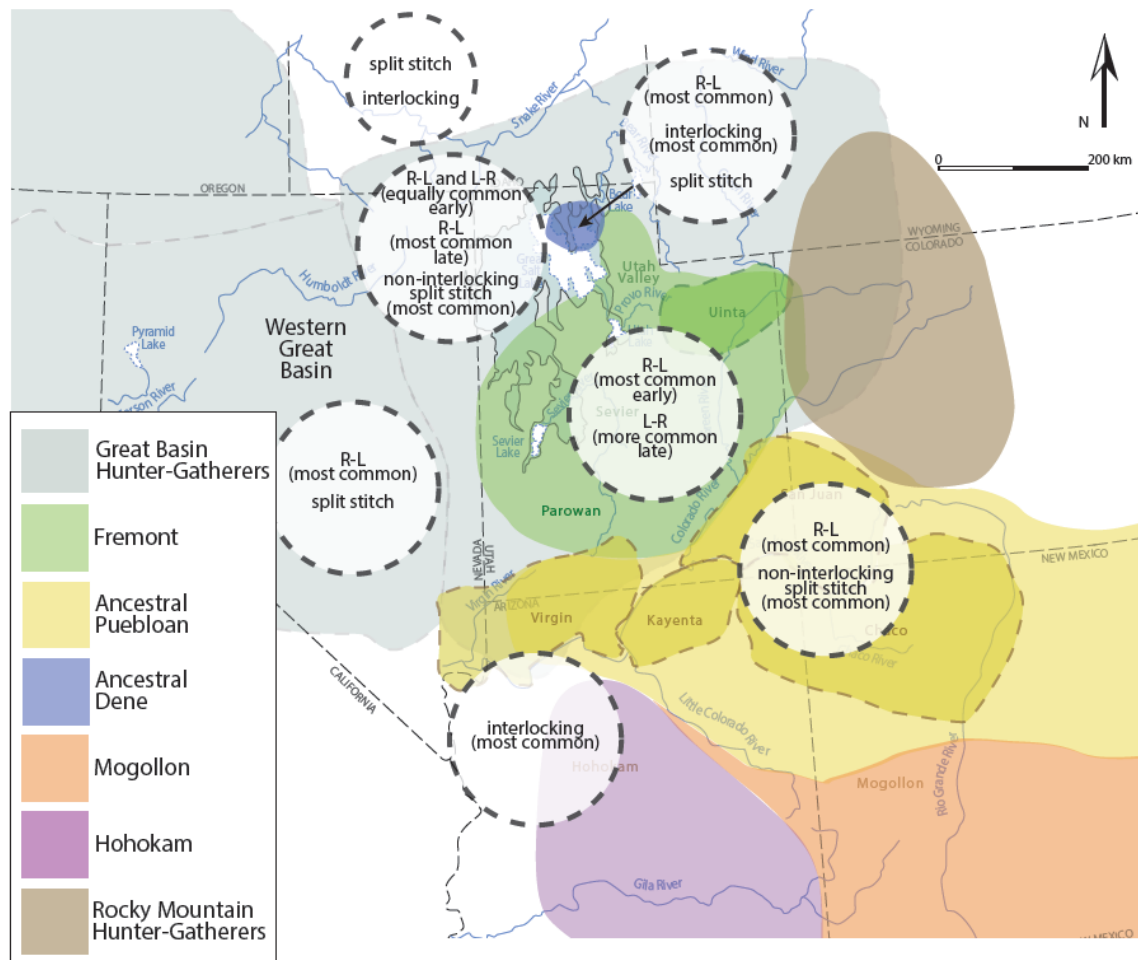 split stitch
interlocking
Wind River
R-L
(most common)
interlocking
(most common)
split stitch
N
0
200 km
Snake River
OREGON
R-L and L-R
(equally common
early)
R-L
(most common
late)
non-interlocking
split stitch
(most common)
Lake
WYOMING
COLORADO
Humboldt River
Utah
Valley
Provo River
Uinta
Western
Great
Basin
Pyramid
Lake
R-L
(most common
early)
Sevier
L-R
(more common
late)
Sevier
Lake
Parowan
Colorado River
R-L
(most common)
split stitch
San Juan
R-L
(most common)
non-interlocking
split stitch
(most common)
NEW MEXICO
NEVADA
UTAH
Virgin River
ARIZONA
Virgin
Kayenta
Chaco
CALIFORNIA
Little Colorado River
interlocking
(most common)
Hohokam
Mogollon
Rio Grande River
Gila River
Great Basin
Hunter-Gatherers
Fremont
Ancestral
Puebloan
Ancestral
Dene
Mogollon
Hohokam
Rocky Mountain
Hunter-Gatherers